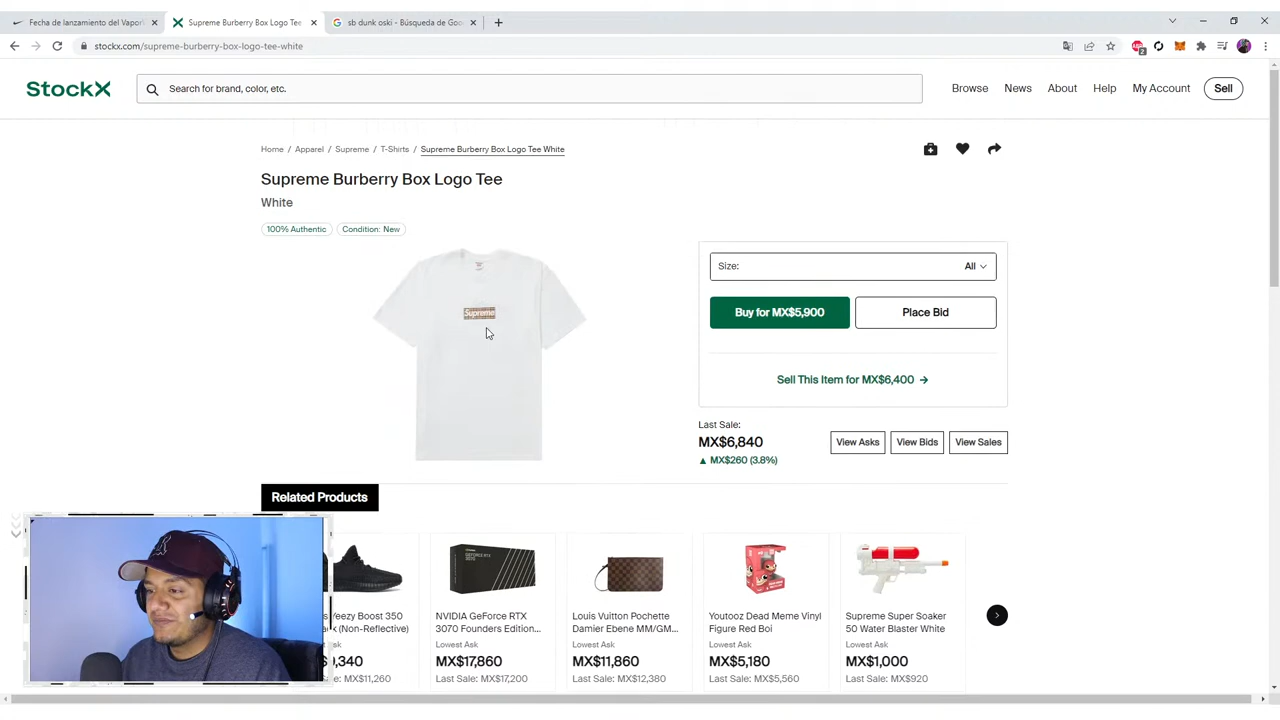 Fecha de lanzamiento del Vapor
Supreme Burberry Box Logo Tee
sb dunk oski - Búsqueda de Goo
stockx.com/supreme-burberry-box-logo-tee-white
StockX
Search for brand, color, etc.
Browse News About Help My Account Sell
Home / Apparel / Supreme / T-Shirts / Supreme Burberry Box Logo Tee White
Supreme Burberry Box Logo Tee
White
100% Authentic Condition: New
Supreme
Size: All
Buy for MX$5,900 Place Bid
Sell This Item for MX$6,400 →
Last Sale:
MX$6,840 View Asks View Bids View Sales
▲ MX$260 (3.8%)
Related Products
GEFORCE RTX
Yeezy Boost 350 NVIDIA GeForce RTX Louis Vuitton Pochette Youtooz Dead Meme Vinyl Supreme Super Soaker
(Non-Reflective) 3070 Founders Edition... Damier Ebene MM/GM... Figure Red Boi 50 Water Blaster White
Lowest Ask Lowest Ask Lowest Ask Lowest Ask
,340 MX$17,860 MX$11,860 MX$5,180 MX$1,000
Sale: MX$11,260 Last Sale: MX$17,200 Last Sale: MX$12,380 Last Sale: MX$5,560 Last Sale: MX$920